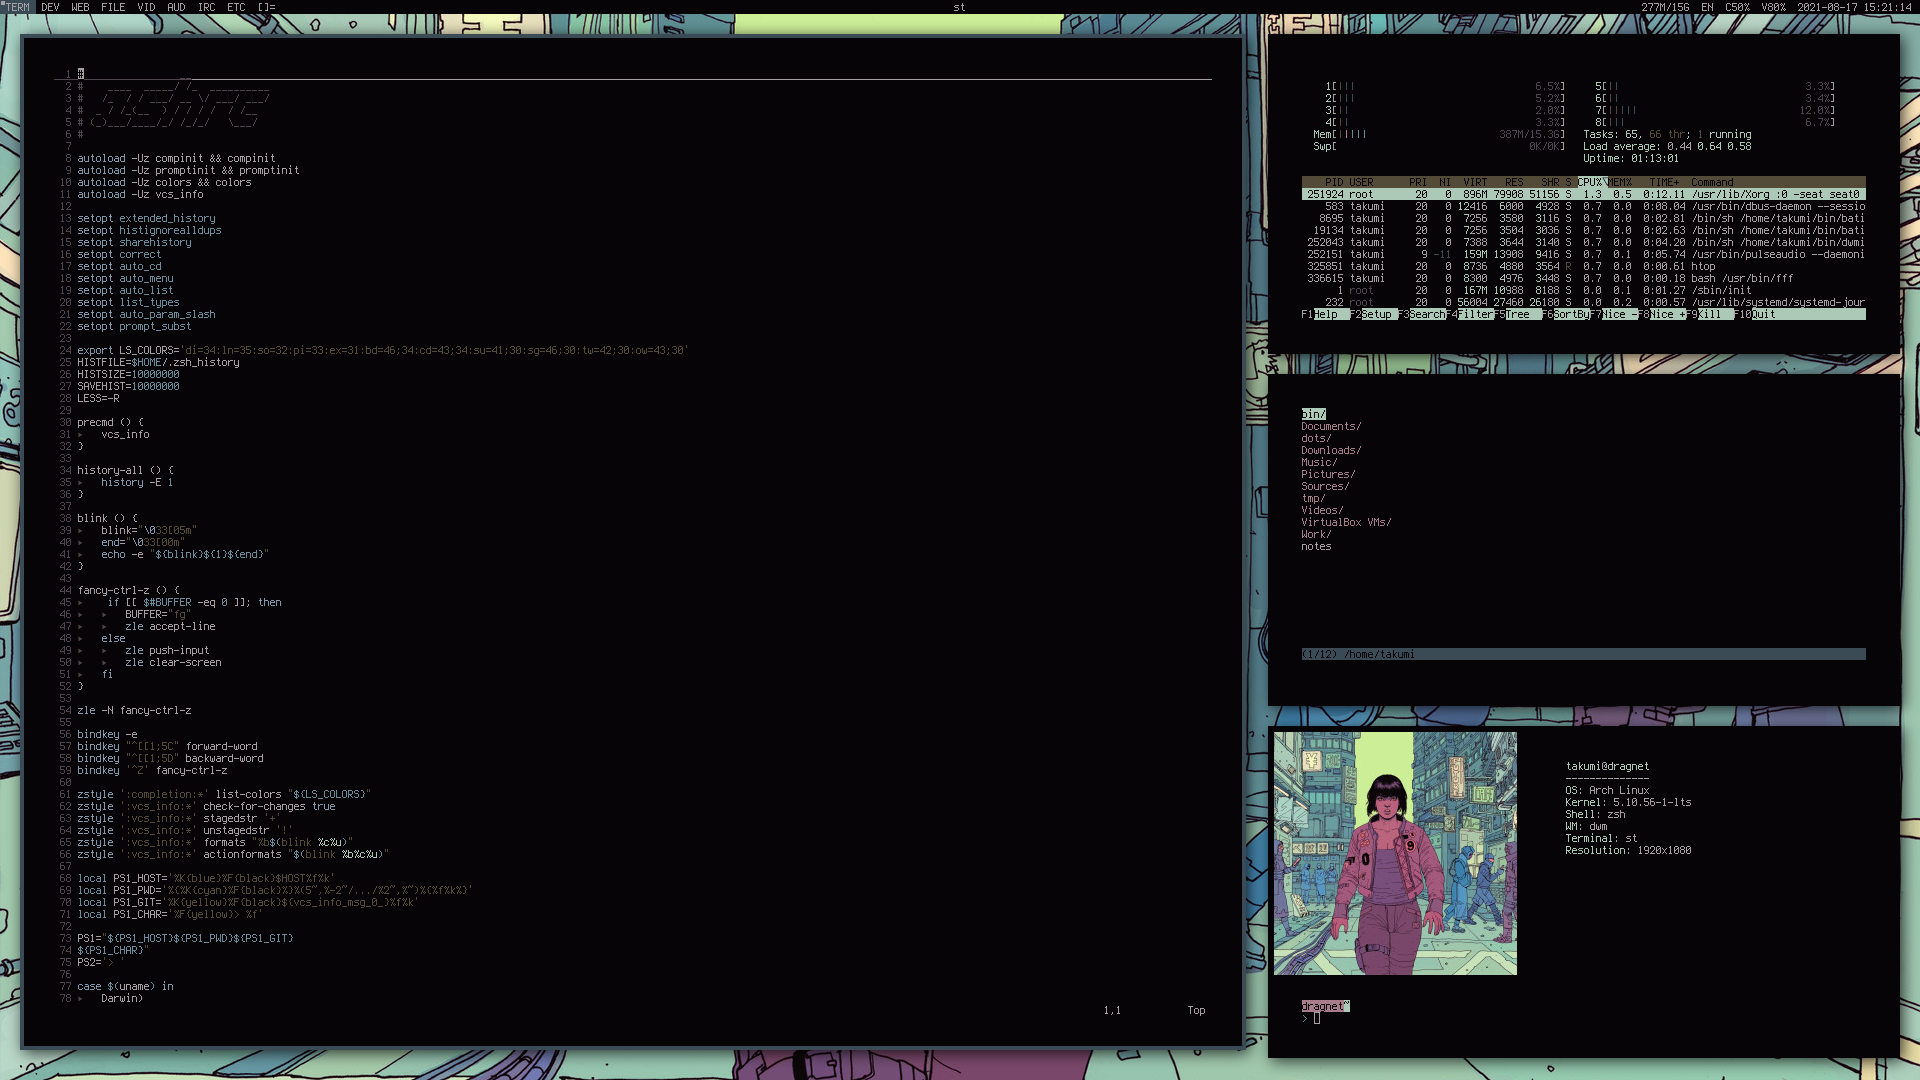 TERM DEV WEB FILE VID AUD IRC ETC []=
st
277M/15G EN C50% V80% 2021-08-17 15:21:14
1 #
2 # ____ _____/ /_ __________
3 # /_ / / ___/ __ \/ ___/ ___/
4 # _ / /_(__ ) / / / / / /__
5 # (_)___/____/_/ /_/_/ \___/
6 #
7
8 autoload -Uz compinit && compinit
9 autoload -Uz promptinit && promptinit
10 autoload -Uz colors && colors
11 autoload -Uz vcs_info
12
13 setopt extended_history
14 setopt histignorealldups
15 setopt sharehistory
16 setopt correct
17 setopt auto_cd
18 setopt auto_menu
19 setopt auto_list
20 setopt list_types
21 setopt auto_param_slash
22 setopt prompt_subst
23
24 export LS_COLORS='di=34:ln=35:so=32:pi=33:ex=31:bd=46;34:cd=43;34:su=41;30:sg=46;30:tw=42;30:ow=43;30'
25 HISTFILE=$HOME/.zsh_history
26 HISTSIZE=10000000
27 SAVEHIST=10000000
28 LESS=-R
29
30 precmd () {
31 ▸ vcs_info
32 }
33
34 history-all () {
35 ▸ history -E 1
36 }
37
38 blink () {
39 ▸ blink="\033[05m"
40 ▸ end="\033[00m"
41 ▸ echo -e "${blink}${1}${end}"
42 }
43
44 fancy-ctrl-z () {
45 ▸ if [[ $#BUFFER -eq 0 ]]; then
46 ▸ ▸ BUFFER="fg"
47 ▸ ▸ zle accept-line
48 ▸ else
49 ▸ ▸ zle push-input
50 ▸ ▸ zle clear-screen
51 ▸ fi
52 }
53
54 zle -N fancy-ctrl-z
55
56 bindkey -e
57 bindkey "^[[1;5C" forward-word
58 bindkey "^[[1;5D" backward-word
59 bindkey '^Z' fancy-ctrl-z
60
61 zstyle ':completion:*' list-colors "${LS_COLORS}"
62 zstyle ':vcs_info:*' check-for-changes true
63 zstyle ':vcs_info:*' stagedstr '+'
64 zstyle ':vcs_info:*' unstagedstr '!'
65 zstyle ':vcs_info:*' formats "%b$(blink %c%u)"
66 zstyle ':vcs_info:*' actionformats "$(blink %b%c%u)"
67
68 local PS1_HOST='%K{blue}%F{black}$HOST%f%k'
69 local PS1_PWD='%{%K{cyan}%F{black}%}%(5~,%-2~/.../%2~,%~)%{%f%k%}'
70 local PS1_GIT='%K{yellow}%F{black}${vcs_info_msg_0_}%f%k'
71 local PS1_CHAR='%F{yellow}> %f'
72
73 PS1="${PS1_HOST}${PS1_PWD}${PS1_GIT}
74 ${PS1_CHAR}"
75 PS2='> '
76
77 case $(uname) in
78 ▸ Darwin)
1,1 Top
1[||| 6.5%] 5[|| 3.3%]
2[||| 5.2%] 6[|| 3.4%]
3[|| 2.0%] 7[||||| 12.0%]
4[|| 3.3%] 8[||| 6.7%]
Mem[||||| 387M/15.3G] Tasks: 65, 66 thr; 1 running
Swp[ 0K/0K] Load average: 0.44 0.64 0.58
Uptime: 01:13:01
PID USER PRI NI VIRT RES SHR S CPU%▽MEM% TIME+ Command
251924 root 20 0 896M 79908 51156 S 1.3 0.5 0:12.11 /usr/lib/Xorg :0 -seat seat0
583 takumi 20 0 12416 6000 4928 S 0.7 0.0 0:08.04 /usr/bin/dbus-daemon --sessio
8695 takumi 20 0 7256 3580 3116 S 0.7 0.0 0:02.81 /bin/sh /home/takumi/bin/bati
19134 takumi 20 0 7256 3504 3036 S 0.7 0.0 0:02.63 /bin/sh /home/takumi/bin/bati
252043 takumi 20 0 7388 3644 3140 S 0.7 0.0 0:04.20 /bin/sh /home/takumi/bin/dwmi
252151 takumi 9 -11 159M 13908 9416 S 0.7 0.1 0:05.74 /bin/pulseaudio --daemoni
325851 takumi 20 0 8736 4880 3564 R 0.7 0.0 0:00.61 htop
336615 takumi 20 0 8300 4976 3448 S 0.7 0.0 0:00.18 bash /usr/bin/fff
1 root 20 0 167M 10988 8188 S 0.0 0.1 0:01.27 /sbin/init
232 root 20 0 56004 27460 26180 S 0.0 0.2 0:00.57 /usr/lib/systemd/systemd-jour
F1Help F2Setup F3SearchF4FilterF5Tree F6SortByF7Nice -F8Nice +F9Kill F10Quit
bin/
Documents/
dots/
Downloads/
Music/
Pictures/
Sources/
tmp/
Videos/
VirtualBox VMs/
Work/
notes
(1/12) /home/takumi
takumi@dragnet
--------------
OS: Arch Linux
Kernel: 5.10.56-1-lts
Shell: zsh
WM: dwm
Terminal: st
Resolution: 1920x1080
dragnet~
>